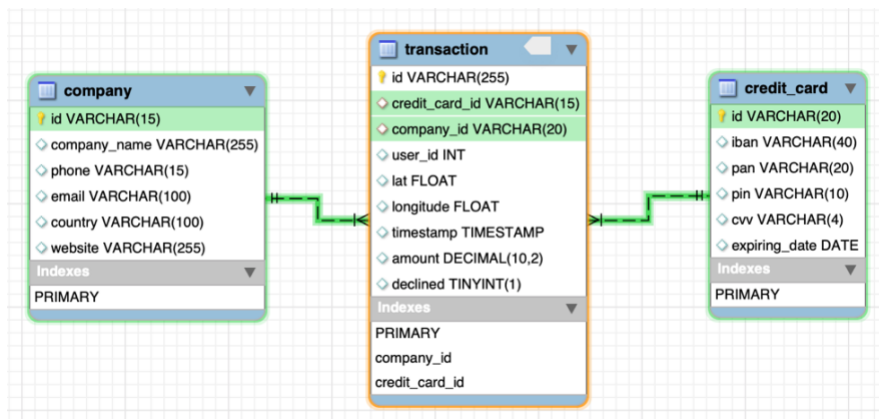 company
id VARCHAR(15)
company_name VARCHAR(255)
phone VARCHAR(15)
email VARCHAR(100)
country VARCHAR(100)
website VARCHAR(255)
Indexes
PRIMARY
transaction
id VARCHAR(255)
credit_card_id VARCHAR(15)
company_id VARCHAR(20)
user_id INT
lat FLOAT
longitude FLOAT
timestamp TIMESTAMP
amount DECIMAL(10,2)
declined TINYINT(1)
Indexes
PRIMARY
company_id
credit_card_id
credit_card
id VARCHAR(20)
iban VARCHAR(40)
pan VARCHAR(20)
pin VARCHAR(10)
cvv VARCHAR(4)
expiring_date DATE
Indexes
PRIMARY